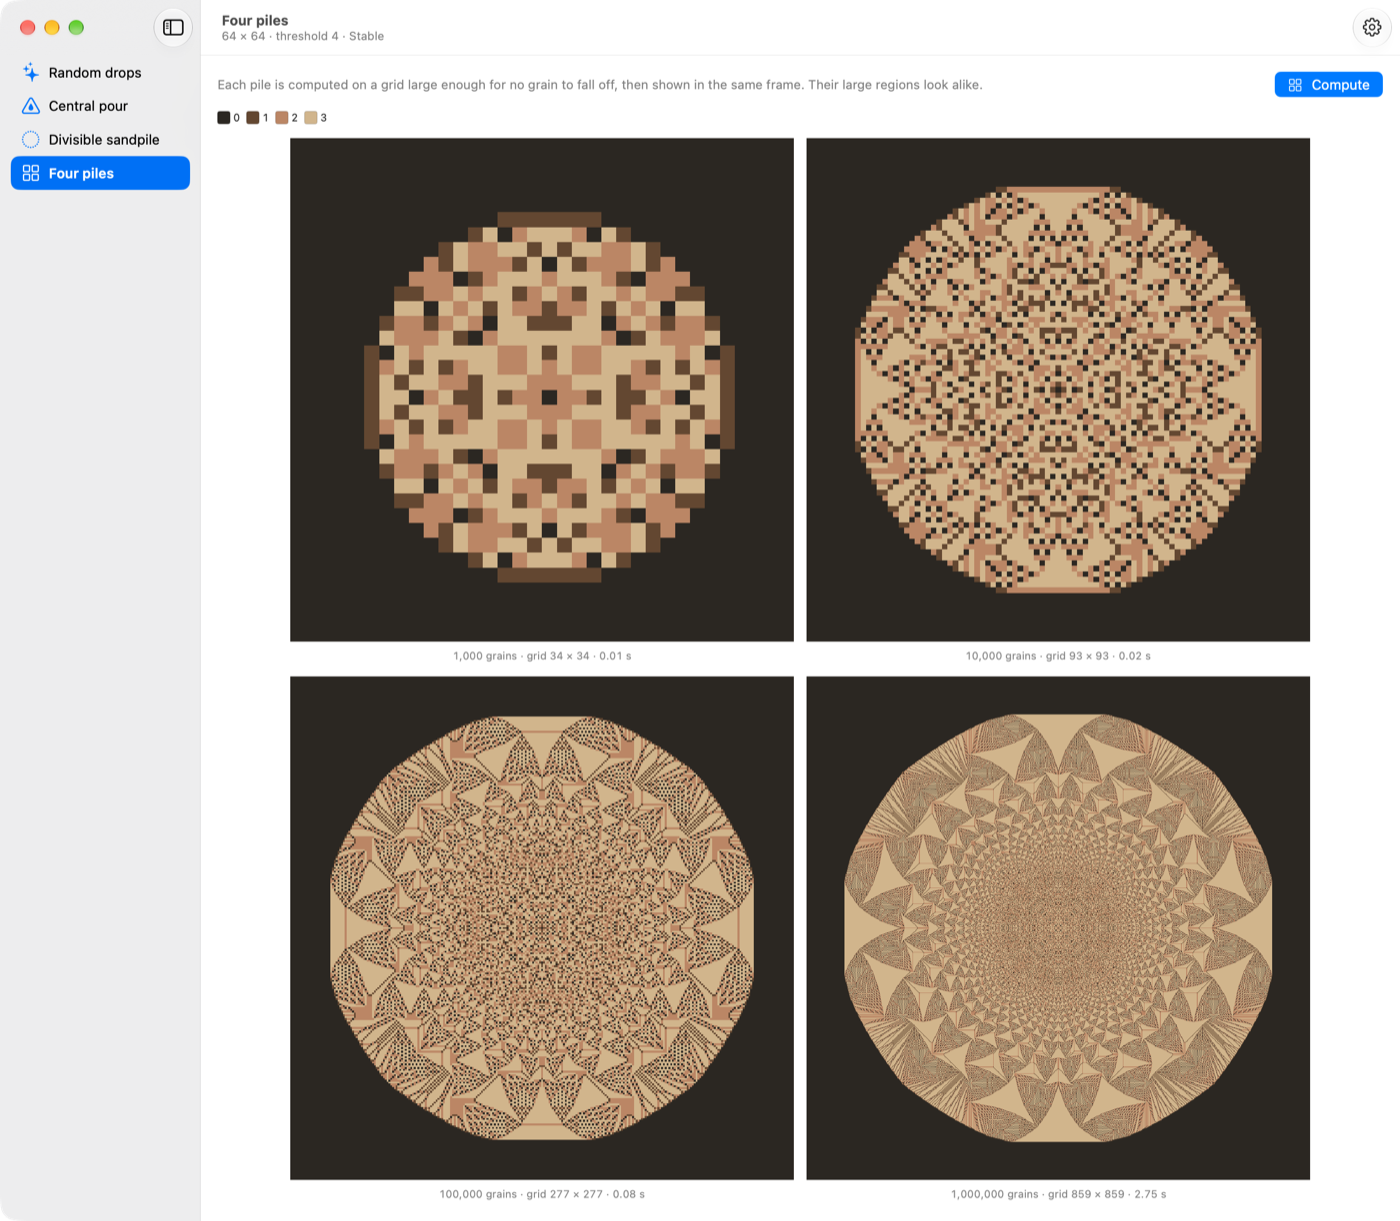 Four piles
64 × 64 · threshold 4 · Stable
Random drops
Central pour
Divisible sandpile
Four piles
Each pile is computed on a grid large enough for no grain to fall off, then shown in the same frame. Their large regions look alike.
Compute
0 1 2 3
1,000 grains · grid 34 × 34 · 0.01 s
10,000 grains · grid 93 × 93 · 0.02 s
100,000 grains · grid 277 × 277 · 0.08 s
1,000,000 grains · grid 859 × 859 · 2.75 s